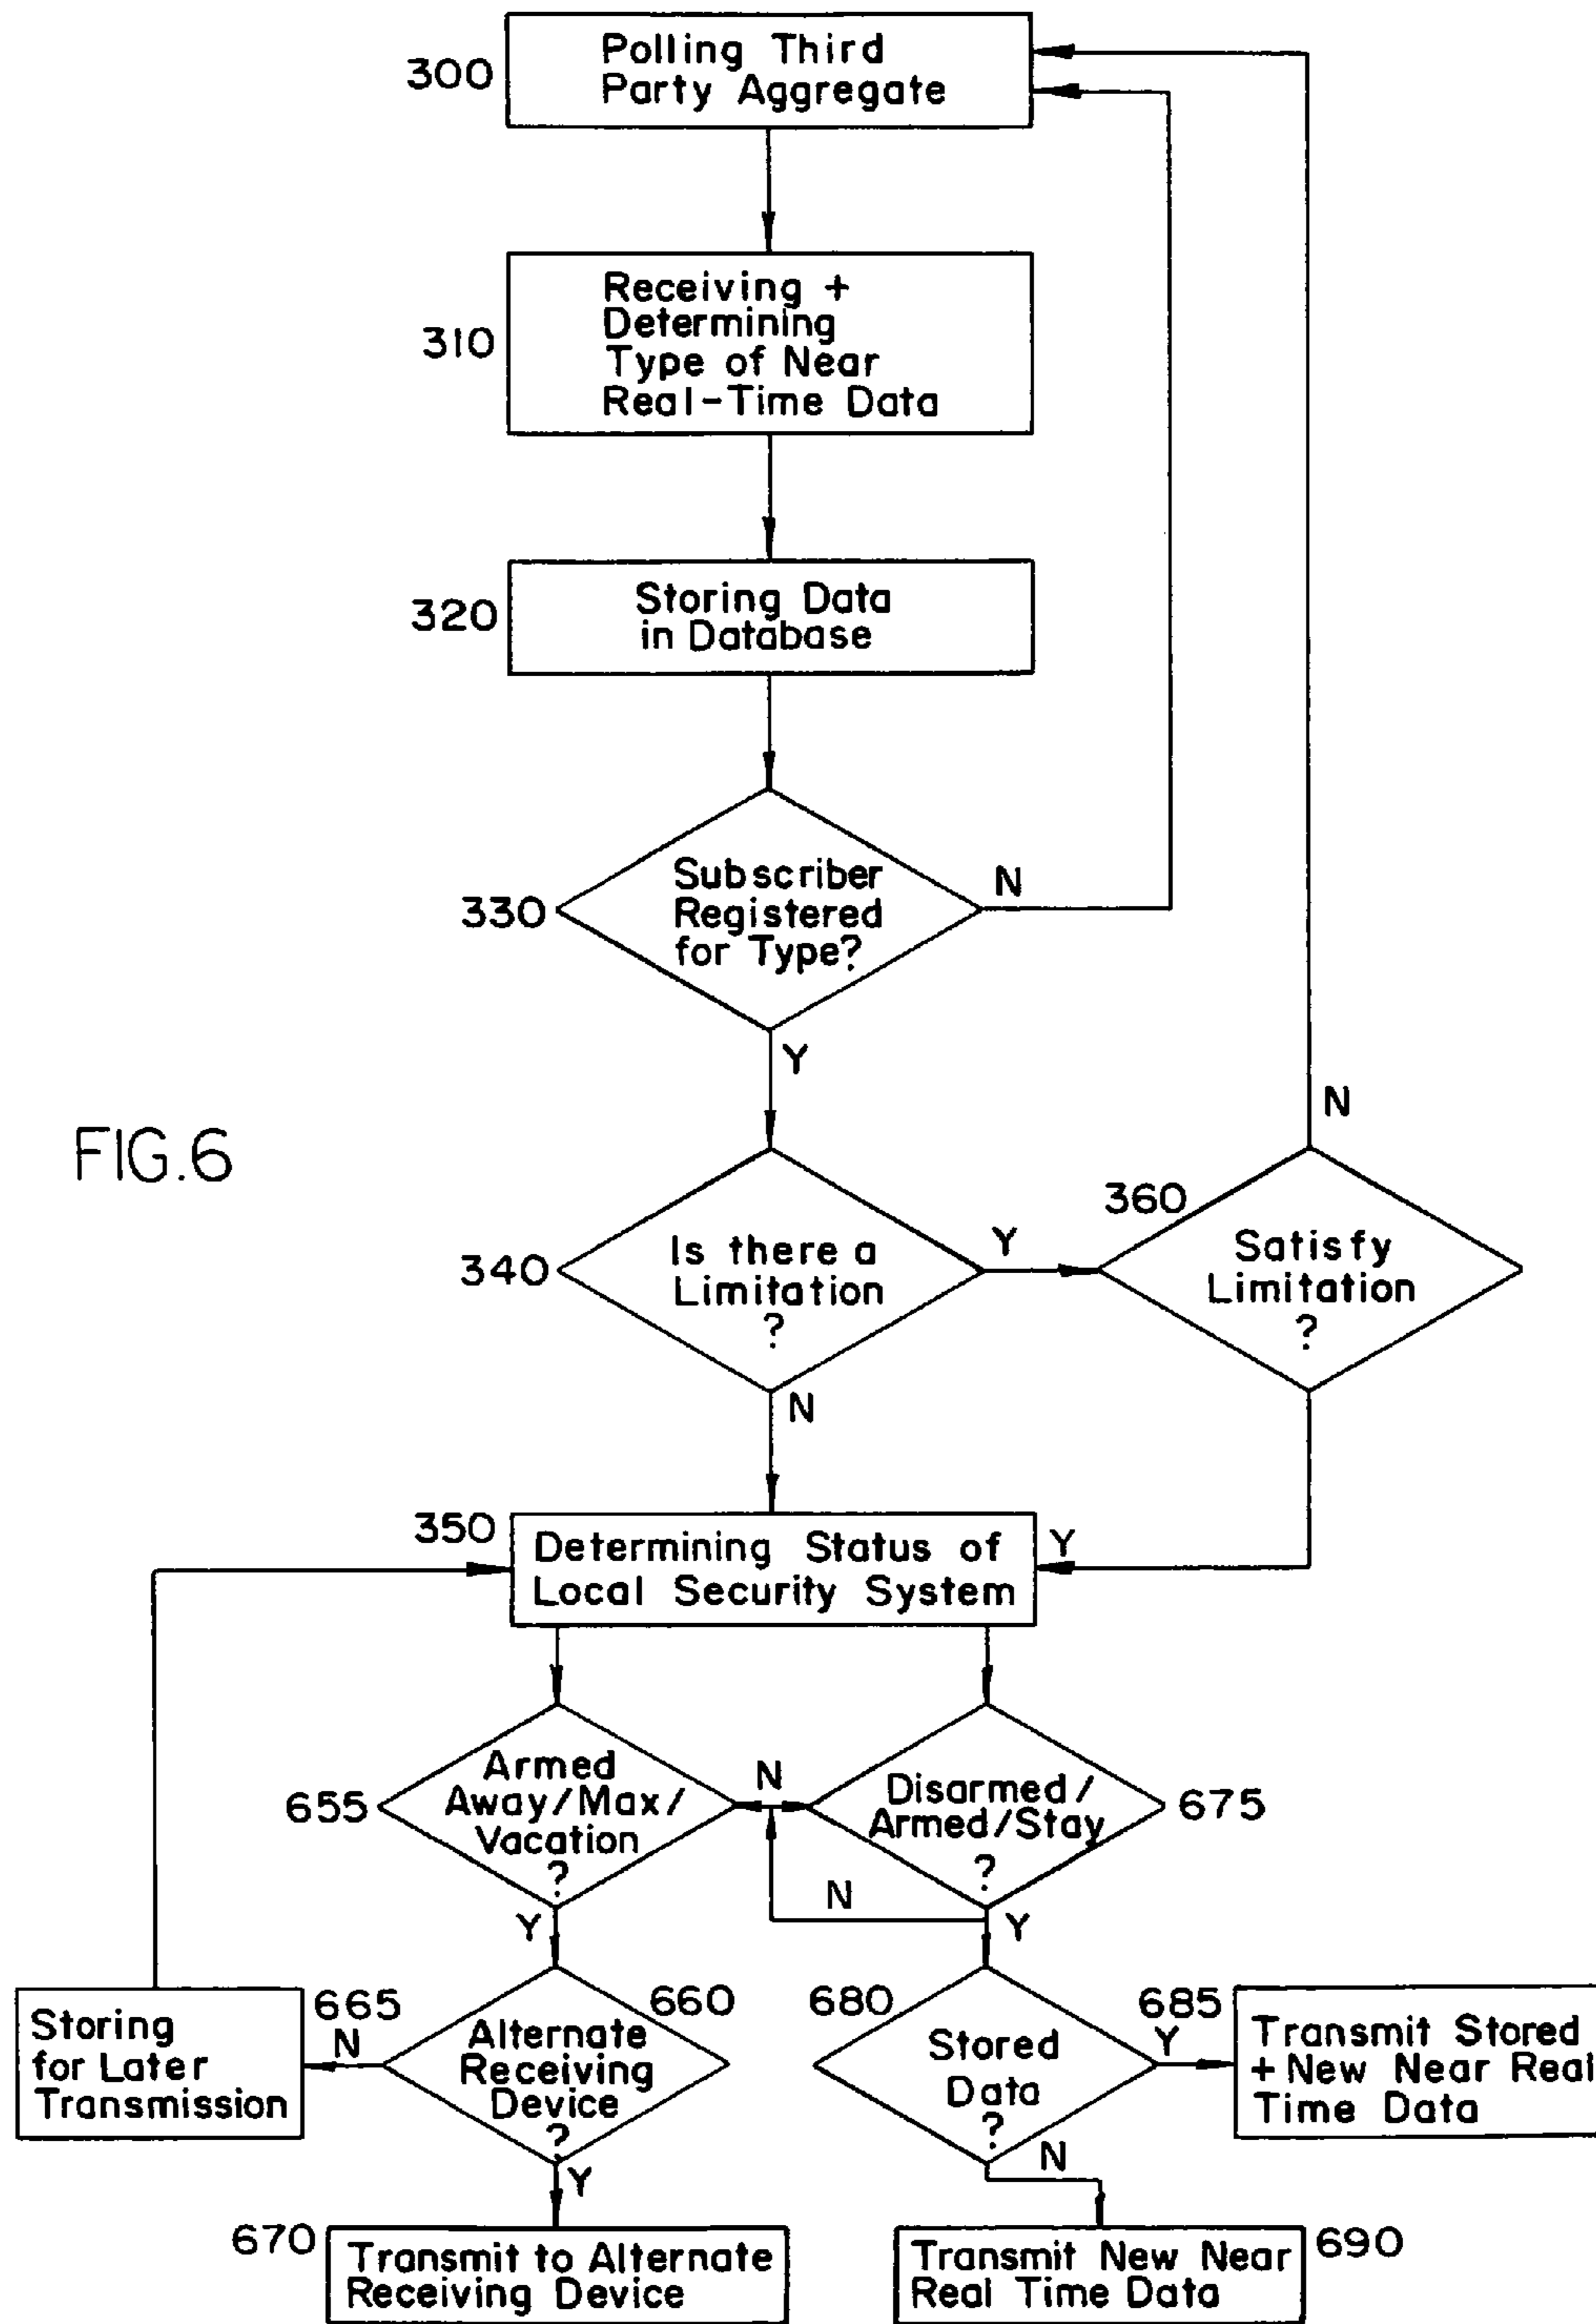 300
Polling Third
Party Aggregate
310
Receiving +
Determining
Type of Near
Real-Time Data
320
Storing Data
in Database
330
Subscriber
Registered
for Type?
N
Y
FIG.6
340
Is there a
Limitation
?
Y
N
360
Satisfy
Limitation
?
N
350
Determining Status of
Local Security System
Y
655
Armed
Away/Max/
Vacation
?
N
Disarmed/
Armed/Stay
?
675
N
Y
Y
665
Storing
for Later
Transmission
N
660
Alternate
Receiving
Device
?
Y
680
Stored
Data
?
685
Y
N
Transmit Stored
+ New Near Real
Time Data
670
Transmit to Alternate
Receiving Device
Transmit New Near
Real Time Data
690